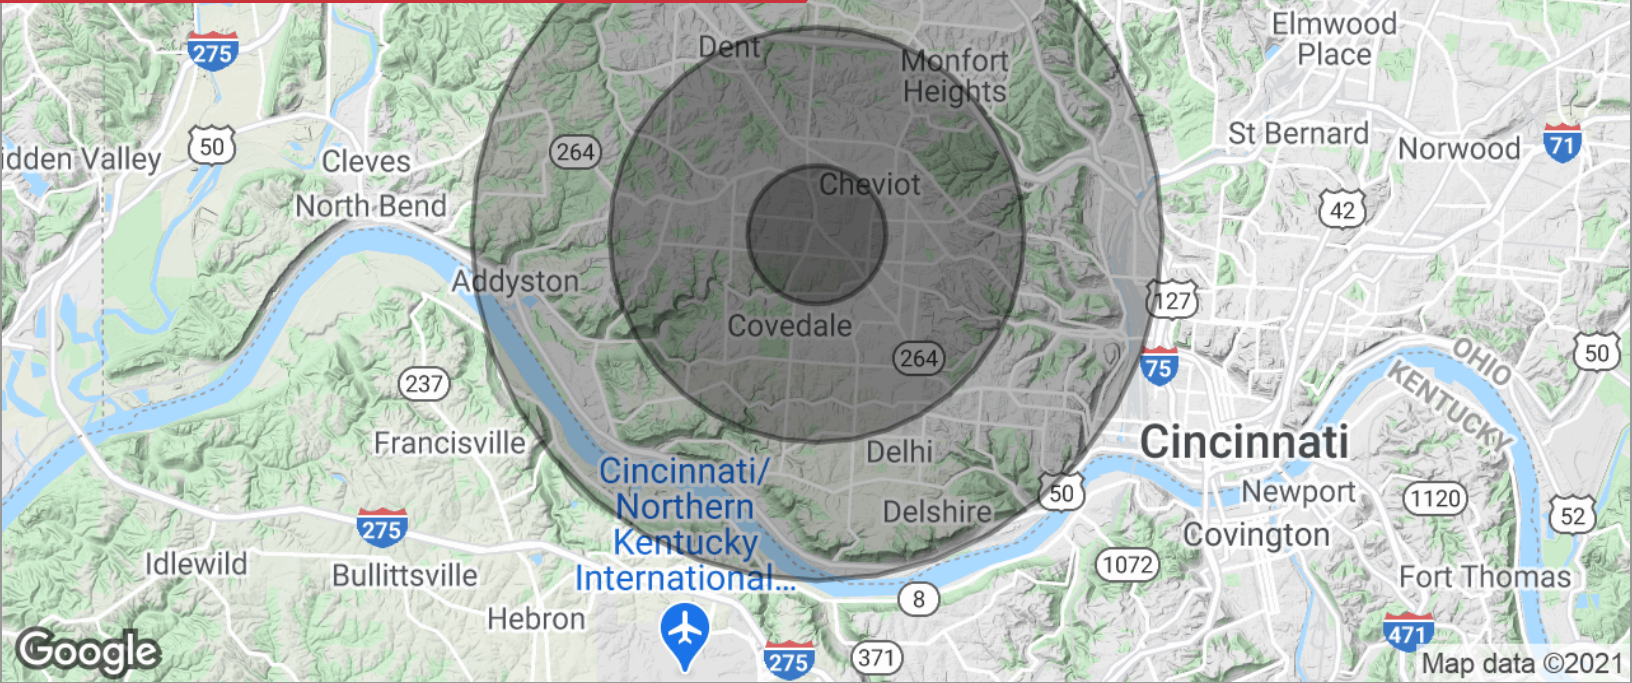 Elmwood
Place
Dent
275
Monfort
Heights
St Bernard
71
50
Norwood
idden Valley
Cleves
264
Cheviot
North Bend
42
Addyston
127
Covedale
50
264
75
OHIO
237
KENTUCKY
Francisville
Cincinnati
Delhi
Cincinnati/
Northern
Kentucky
International...
50
Newport
1120
Delshire
52
275
Covington
Idlewild
Bullittsville
1072
Fort Thomas
8
Hebron
471
Google
275
371
Map data ©2021